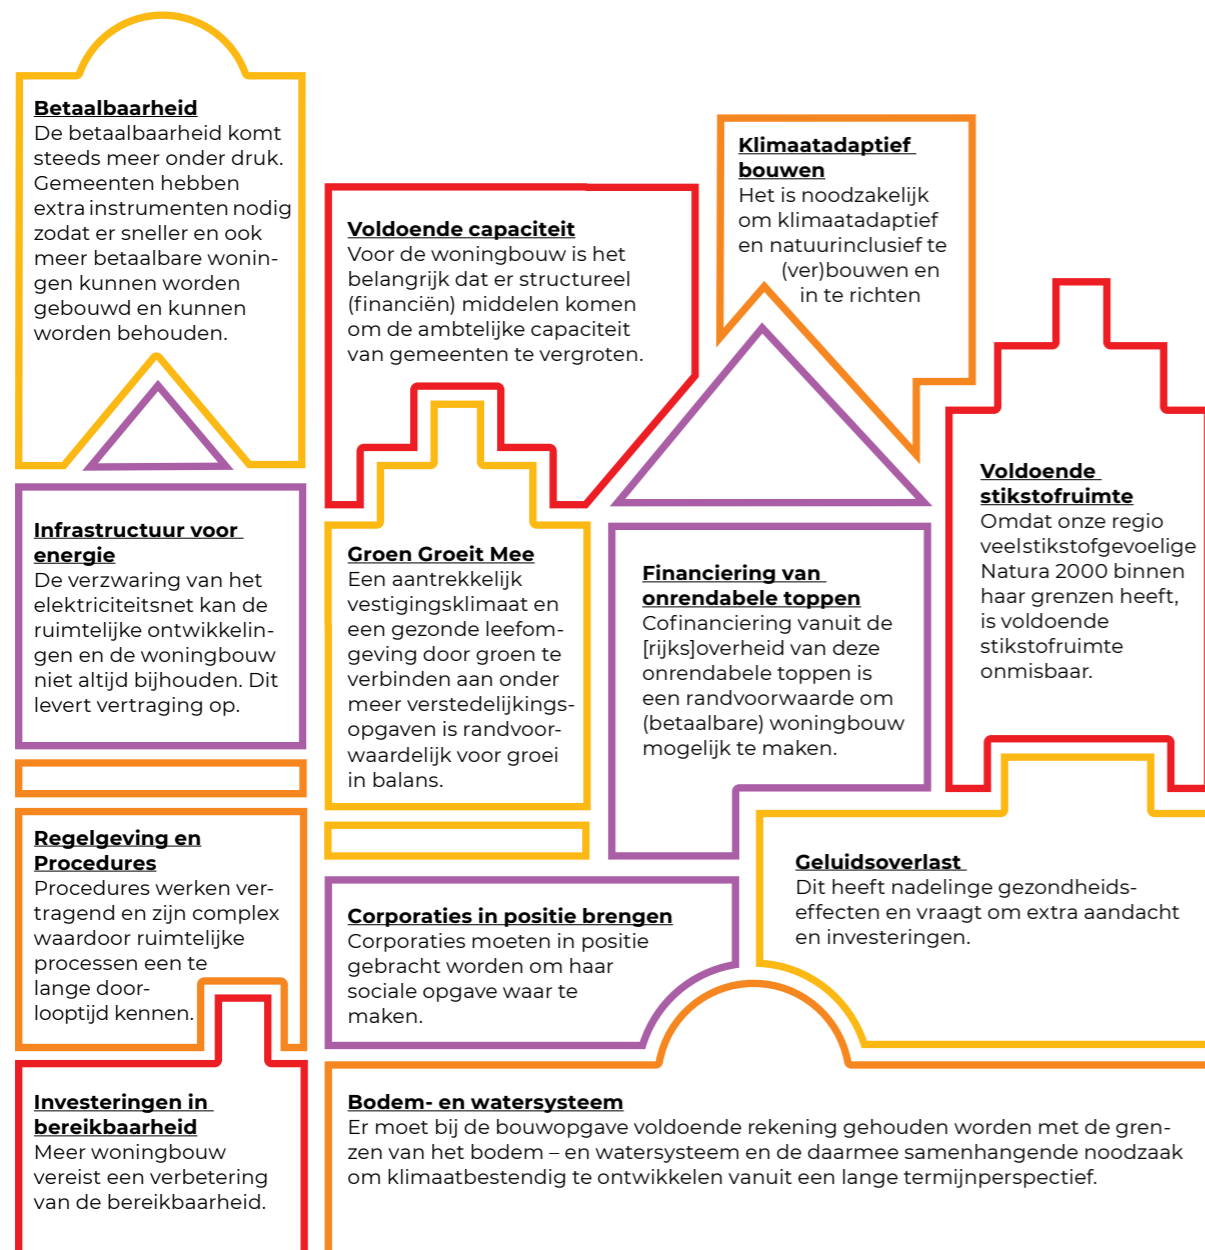 Betaalbaarheid
De betaalbaarheid komt
steeds meer onder druk.
Gemeenten hebben
extra instrumenten nodig
zodat er sneller en ook
meer betaalbare wonin-
gen kunnen worden
gebouwd en kunnen
worden behouden.
Klimaatadaptief
bouwen
Het is noodzakelijk
om klimaatadaptief
en natuurinclusief te
(ver)bouwen en
in te richten
Voldoende capaciteit
Voor de woningbouw is het
belangrijk dat er structureel
(financiën) middelen komen
om de ambtelijke capaciteit
van gemeenten te vergroten.
Voldoende
stikstofruimte
Omdat onze regio
veelstikstofgevoelige
Natura 2000 binnen
haar grenzen heeft,
is voldoende
stikstofruimte
onmisbaar.
Infrastructuur voor
energie
De verzwaring van het
elektriciteitsnet kan de
ruimtelijke ontwikkelin-
gen en de woningbouw
niet altijd bijhouden. Dit
levert vertraging op.
Groen Groeit Mee
Een aantrekkelijk
vestigingsklimaat en
een gezonde leefom-
geving door groen te
verbinden aan onder
meer verstedelijkings-
opgaven is randvoor-
waardelijk voor groei
in balans.
Financiering van
onrendabele toppen
Cofinanciering vanuit de
[rijks]overheid van deze
onrendabele toppen is
een randvoorwaarde om
(betaalbare) woningbouw
mogelijk te maken.
Regelgeving en
Procedures
Procedures werken ver-
tragend en zijn complex
waardoor ruimtelijke
processen een te
lange door-
looptijd kennen.
Geluidsoverlast
Dit heeft nadelinge gezondheids-
effecten en vraagt om extra aandacht
en investeringen.
Corporaties in positie brengen
Corporaties moeten in positie
gebracht worden om haar
sociale opgave waar te
maken.
Investeringen in
bereikbaarheid
Meer woningbouw
vereist een verbetering
van de bereikbaarheid.
Bodem- en watersysteem
Er moet bij de bouwopgave voldoende rekening gehouden worden met de gren-
zen van het bodem – en watersysteem en de daarmee samenhangende noodzaak
om klimaatbestendig te ontwikkelen vanuit een lange termijnperspectief.